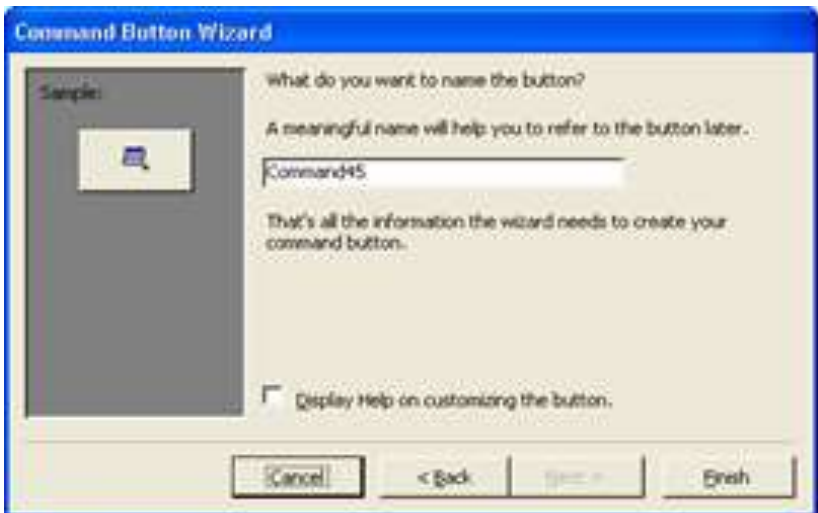 Command Button Wizard
Sample:
What do you want to name the button?
A meaningful name will help you to refer to the button later.
Command45
That's all the information the wizard needs to create your
command button.
Display Help on customizing the button.
Cancel
< Back
Next >
Finish